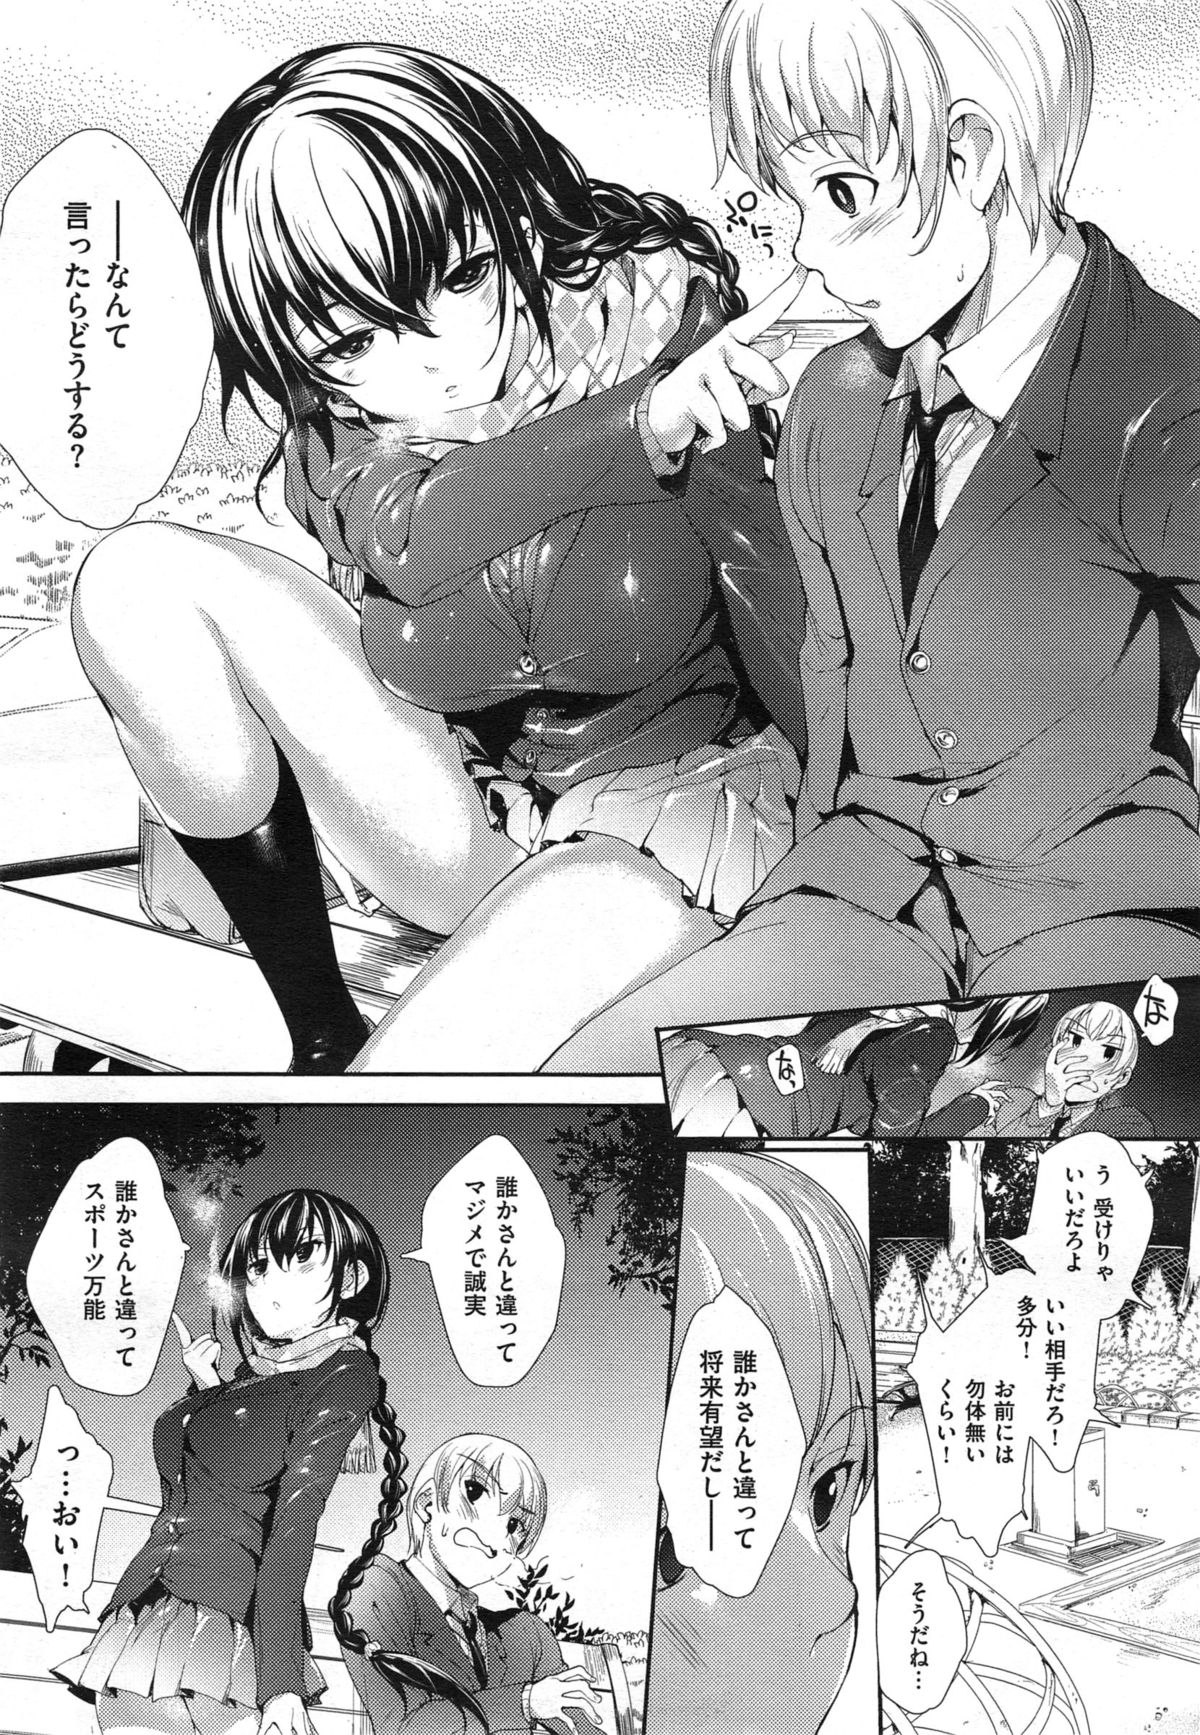 ぷにっ
――なんて
言ったらどうする？
な
な、
う 受けりゃ
いいだろよ
いい相手だろ！
多分！
お前には
勿体無い
くらい！
そうだね…
誰かさんと違って
将来有望だし――
誰かさんと違って
マジメで誠実
誰かさんと違って
スポーツ万能
っ…おい！